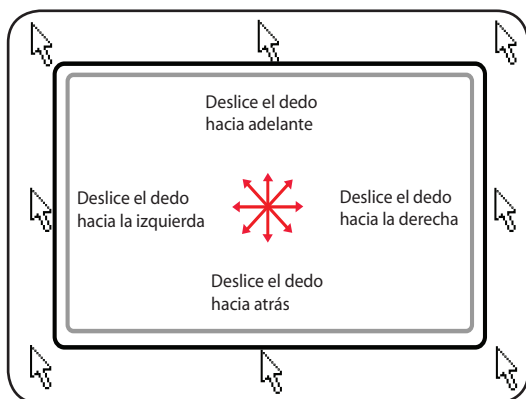 Deslice el dedo
hacia adelante
Deslice el dedo
hacia la izquierda
Deslice el dedo
hacia la derecha
Deslice el dedo
hacia atrás